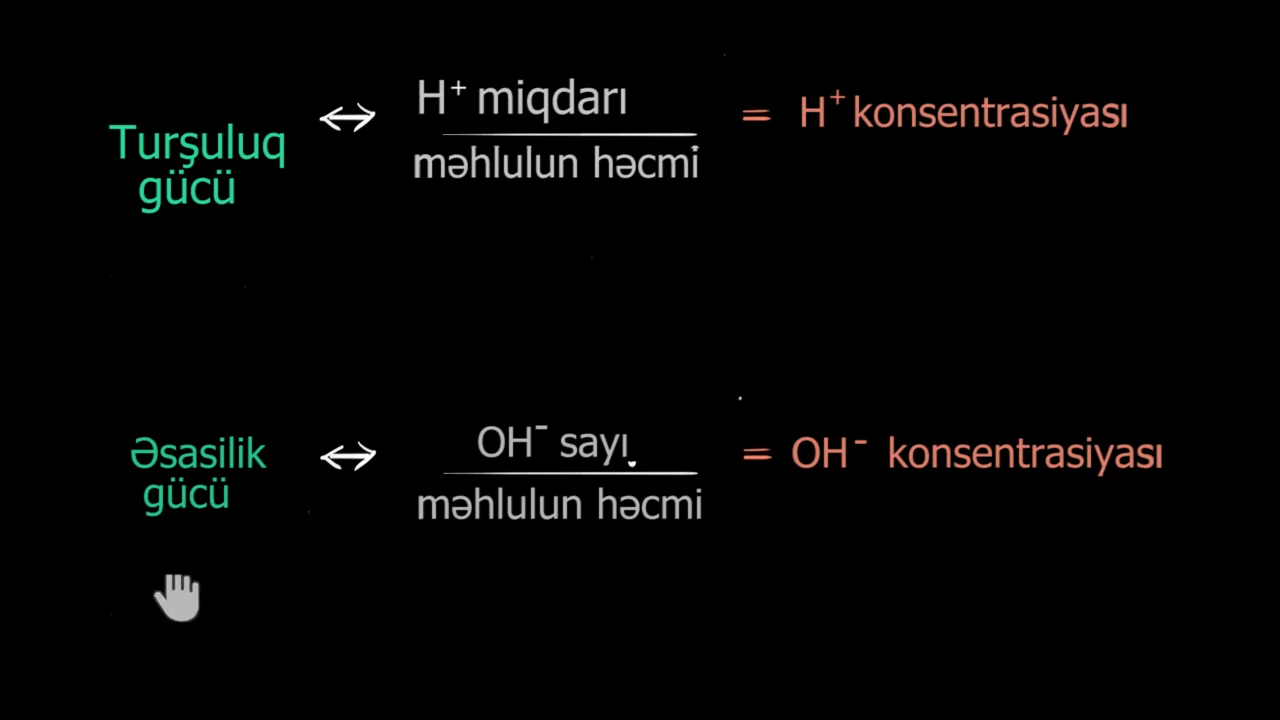 Turşuluq
gücü
⟷
H⁺ miqdarı
məhlulun həcmi
= H⁺ konsentrasiyası
Əsasilik
gücü
⟷
OH⁻ sayı
məhlulun həcmi
= OH⁻ konsentrasiyası